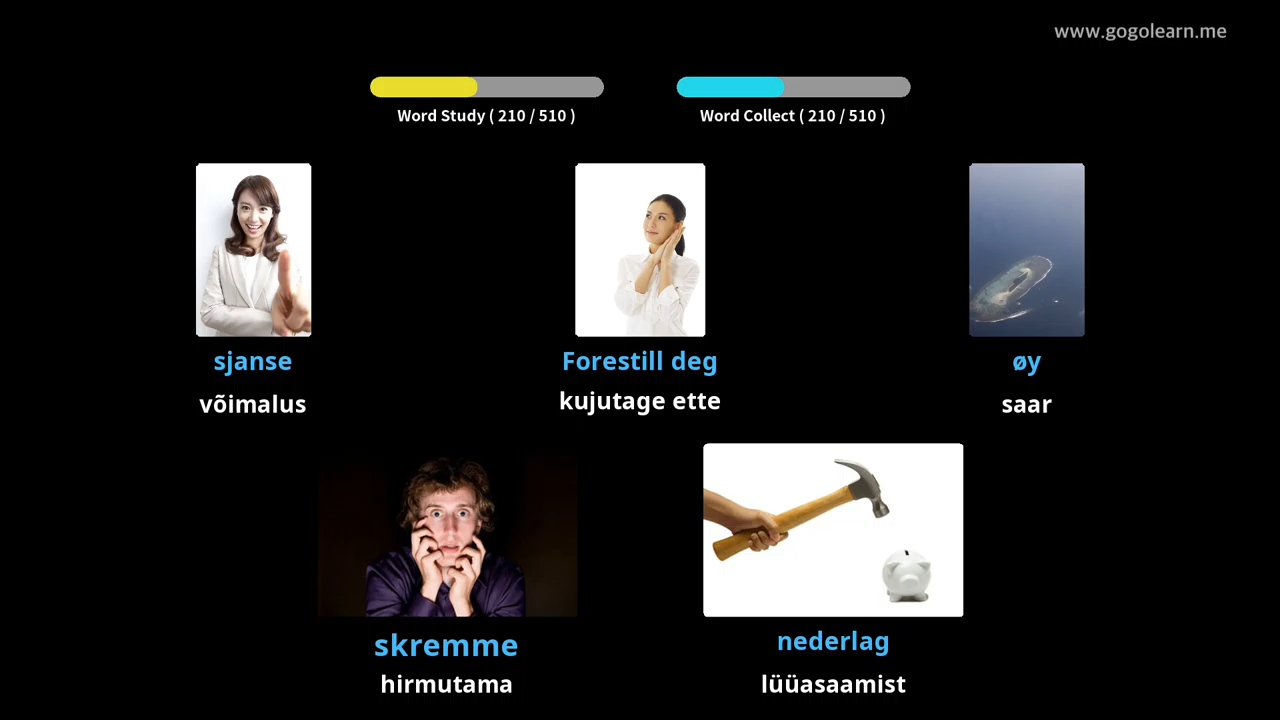 www.gogolearn.me
Word Study ( 210 / 510 )
Word Collect ( 210 / 510 )
sjanse
võimalus
Forestill deg
kujutage ette
øy
saar
skremme
hirmutama
nederlag
lüüasaamist